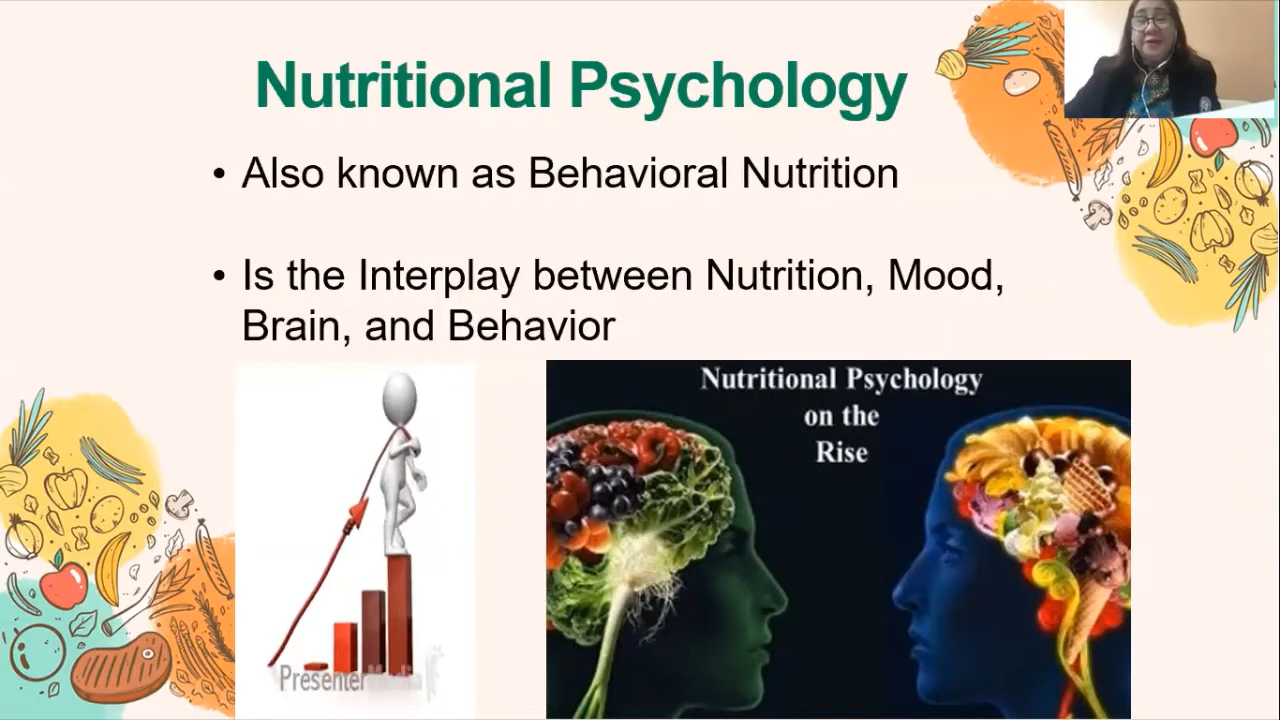 Nutritional Psychology
• Also known as Behavioral Nutrition
• Is the Interplay between Nutrition, Mood,
Brain, and Behavior
Nutritional Psychology
on the
Rise
PresenterMedia